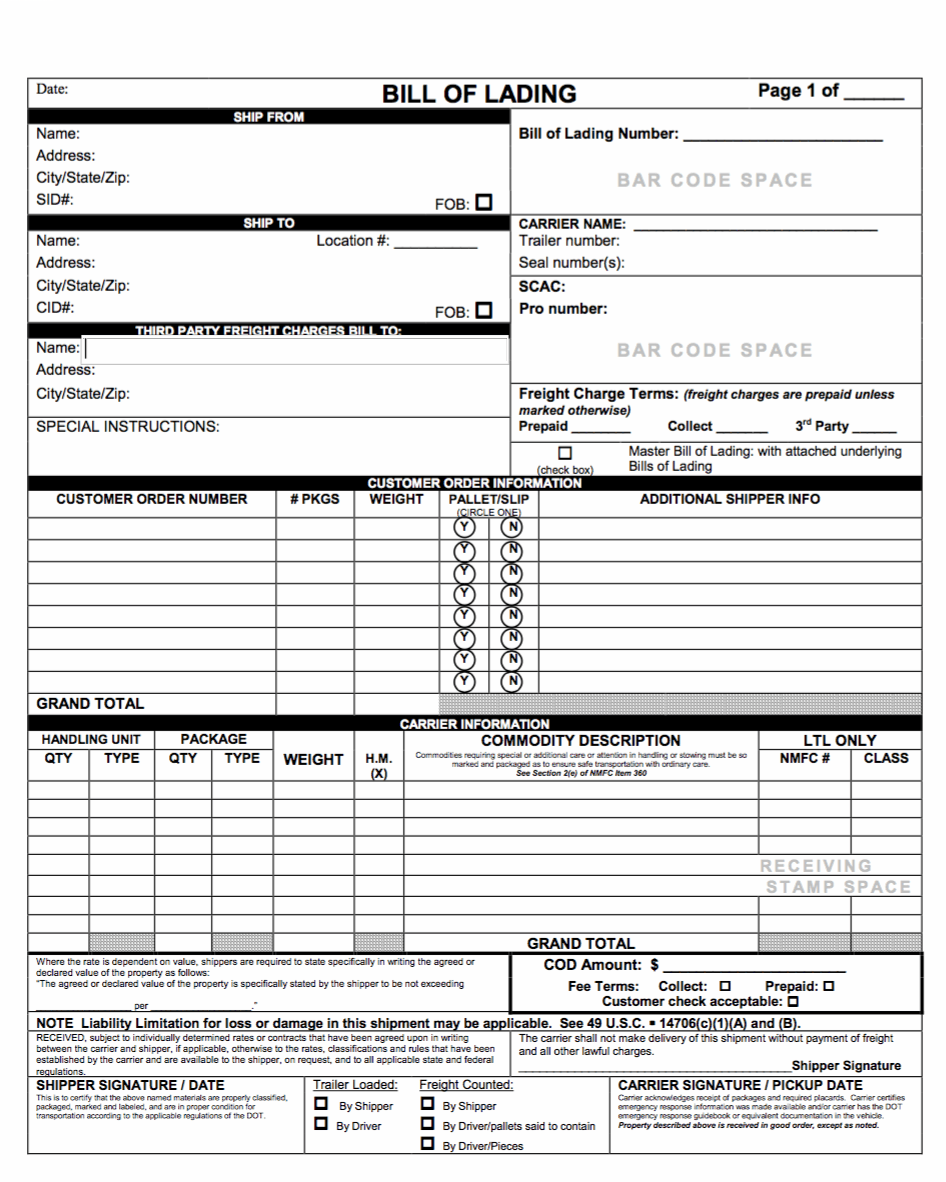 Date:
BILL OF LADING
Page 1 of ______
SHIP FROM
Name:
Address:
City/State/Zip:
SID#:
FOB: ☐
Bill of Lading Number: _______________________
BAR CODE SPACE
SHIP TO
Name:
Location #: __________
Address:
City/State/Zip:
CID#:
FOB: ☐
CARRIER NAME: ____________________________
Trailer number:
Seal number(s):
SCAC:
Pro number:
BAR CODE SPACE
THIRD PARTY FREIGHT CHARGES BILL TO:
Name:
Address:
City/State/Zip:
SPECIAL INSTRUCTIONS:
Freight Charge Terms: (freight charges are prepaid unless
marked otherwise)
Prepaid ________ Collect _______ 3rd Party ______
☐
(check box)
Master Bill of Lading: with attached underlying
Bills of Lading
CUSTOMER ORDER INFORMATION
CUSTOMER ORDER NUMBER # PKGS WEIGHT PALLET/SLIP ADDITIONAL SHIPPER INFO
(CIRCLE ONE)
Y N
Y N
Y N
Y N
Y N
Y N
Y N
Y N
GRAND TOTAL
CARRIER INFORMATION
HANDLING UNIT PACKAGE COMMODITY DESCRIPTION LTL ONLY
QTY TYPE QTY TYPE WEIGHT H.M. NMFC # CLASS
(X)
Commodities requiring special or additional care or attention in handling or stowing must be so
marked and packaged as to ensure safe transportation with ordinary care.
See Section 2(e) of NMFC Item 360
RECEIVING
STAMP SPACE
GRAND TOTAL
Where the rate is dependent on value, shippers are required to state specifically in writing the agreed or
declared value of the property as follows:
"The agreed or declared value of the property is specifically stated by the shipper to be not exceeding
__________________ per ___________________."
COD Amount: $ ______________________
Fee Terms: Collect: ☐ Prepaid: ☐
Customer check acceptable: ☐
NOTE Liability Limitation for loss or damage in this shipment may be applicable. See 49 U.S.C. ▪ 14706(c)(1)(A) and (B).
RECEIVED, subject to individually determined rates or contracts that have been agreed upon in writing
between the carrier and shipper, if applicable, otherwise to the rates, classifications and rules that have been
established by the carrier and are available to the shipper, on request, and to all applicable state and federal
regulations.
The carrier shall not make delivery of this shipment without payment of freight
and all other lawful charges.
_______________________________________Shipper Signature
SHIPPER SIGNATURE / DATE
This is to certify that the above named materials are properly classified,
packaged, marked and labeled, and are in proper condition for
transportation according to the applicable regulations of the DOT.
Trailer Loaded:
☐ By Shipper
☐ By Driver
Freight Counted:
☐ By Shipper
☐ By Driver/pallets said to contain
☐ By Driver/Pieces
CARRIER SIGNATURE / PICKUP DATE
Carrier acknowledges receipt of packages and required placards. Carrier certifies
emergency response information was made available and/or carrier has the DOT
emergency response guidebook or equivalent documentation in the vehicle.
Property described above is received in good order, except as noted.